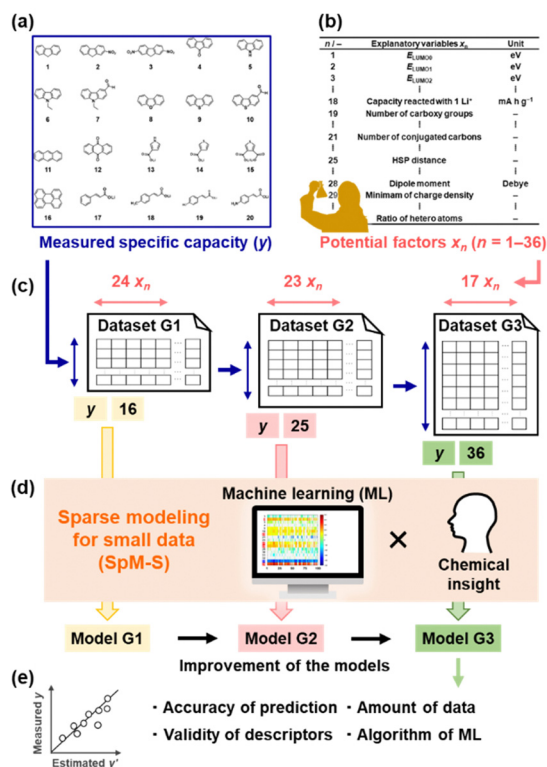 (a)
1 2 3 4 5
6 7 8 9 10
11 12 13 14 15
16 17 18 19 20
Measured specific capacity (y)
(b)
n / – Explanatory variables xn Unit
1 ELUMO0 eV
2 ELUMO1 eV
3 ELUMO2 eV
18 Capacity reacted with 1 Li+ mA h g−1
19 Number of carboxy groups –
21 Number of conjugated carbons –
25 HSP distance –
28 Dipole moment Debye
29 Minimam of charge density –
Ratio of hetero atoms –
Potential factors xn (n = 1–36)
(c)
24 xn 23 xn 17 xn
Dataset G1 Dataset G2 Dataset G3
y 16
y 25
y 36
(d)
Machine learning (ML)
Sparse modeling
for small data
(SpM-S)
×
Chemical
insight
Model G1 Model G2 Model G3
Improvement of the models
(e)
Measured y
Estimated y'
· Accuracy of prediction · Amount of data
· Validity of descriptors · Algorithm of ML